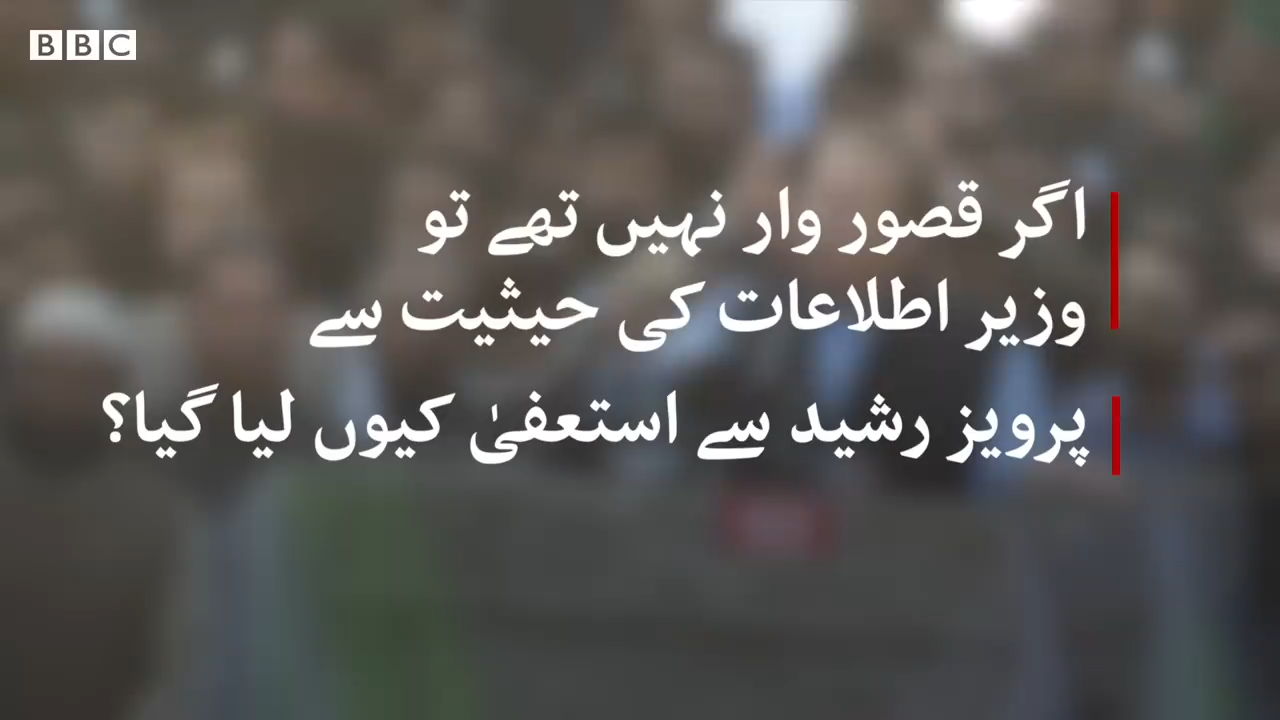 BBC
اگر قصور وار نہیں تھے تو
وزیر اطلاعات کی حیثیت سے
پرویز رشید سے استعفیٰ کیوں لیا گیا؟